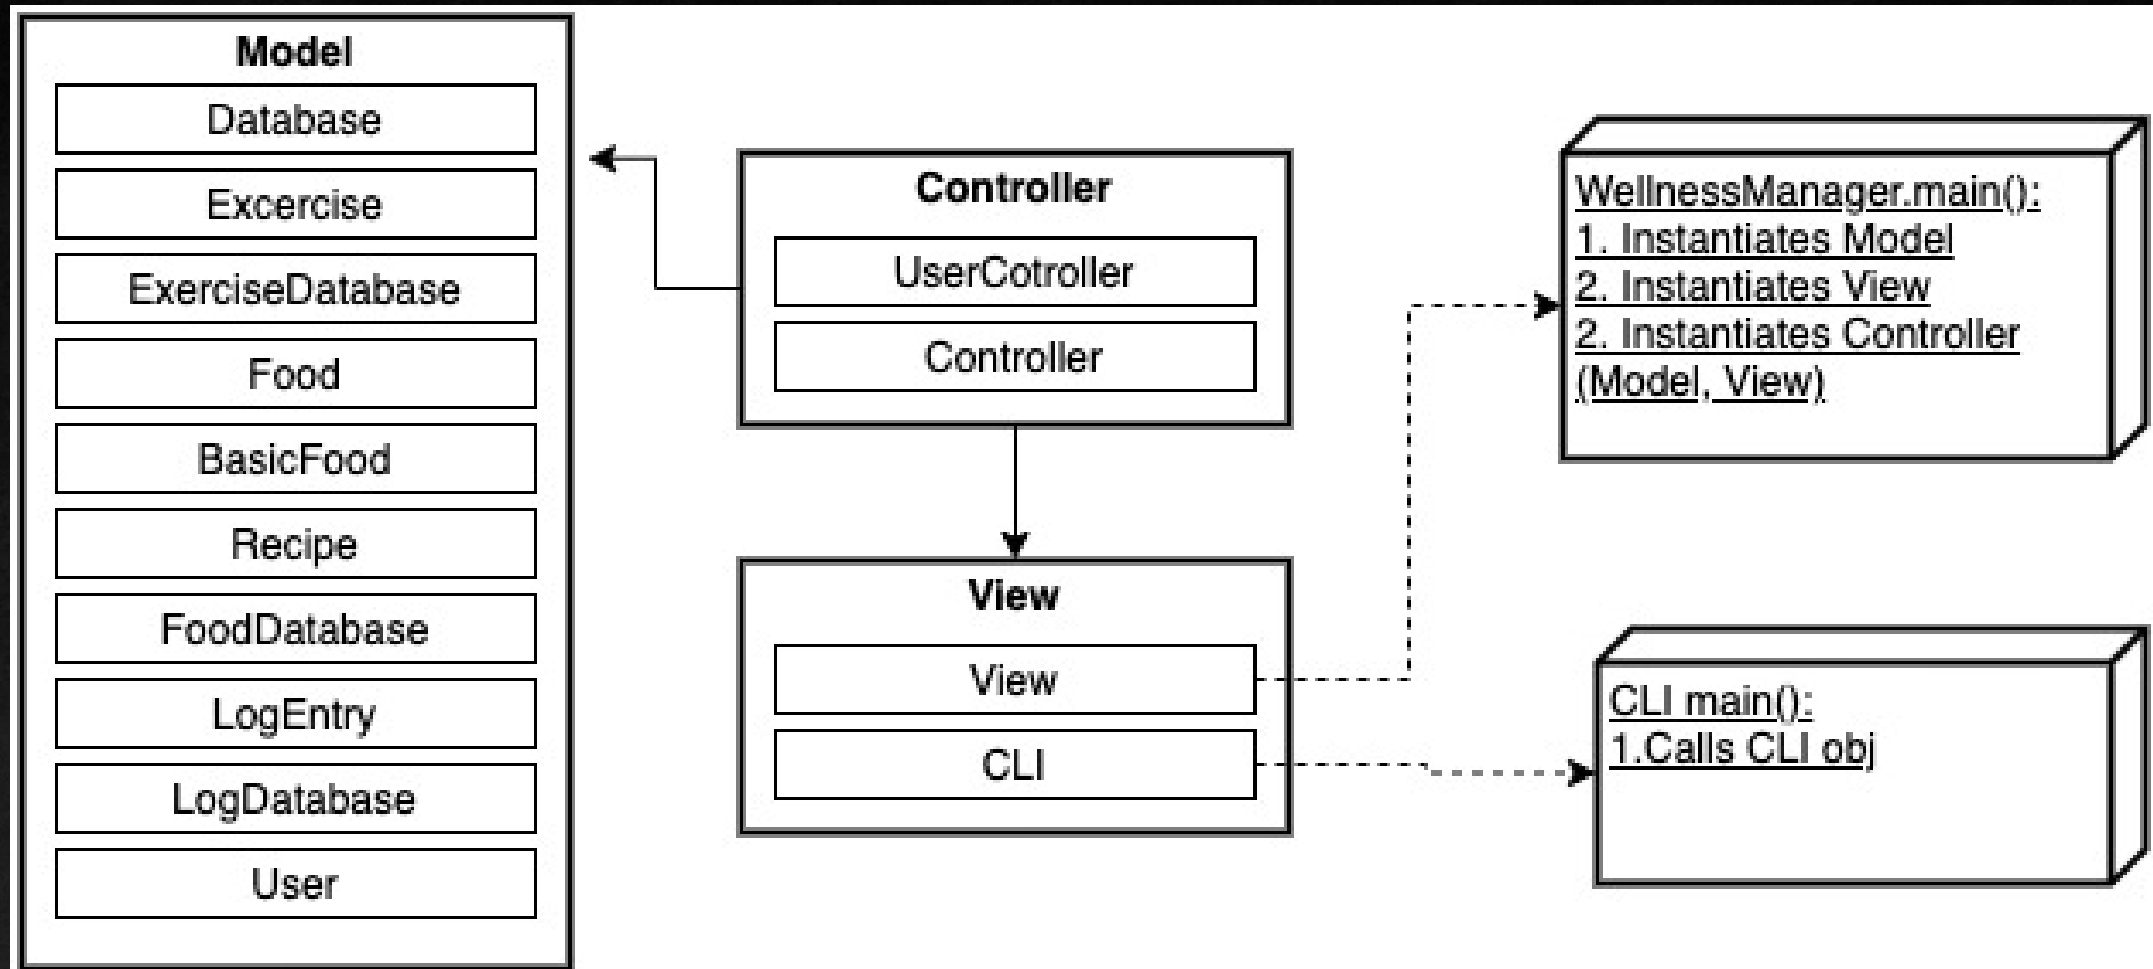 Model
Database
Excercise
ExerciseDatabase
Food
BasicFood
Recipe
FoodDatabase
LogEntry
LogDatabase
User
Controller
UserCotroller
Controller
View
View
CLI
WellnessManager.main():
1. Instantiates Model
2. Instantiates View
2. Instantiates Controller
(Model, View)
CLI main():
1.Calls CLI obj